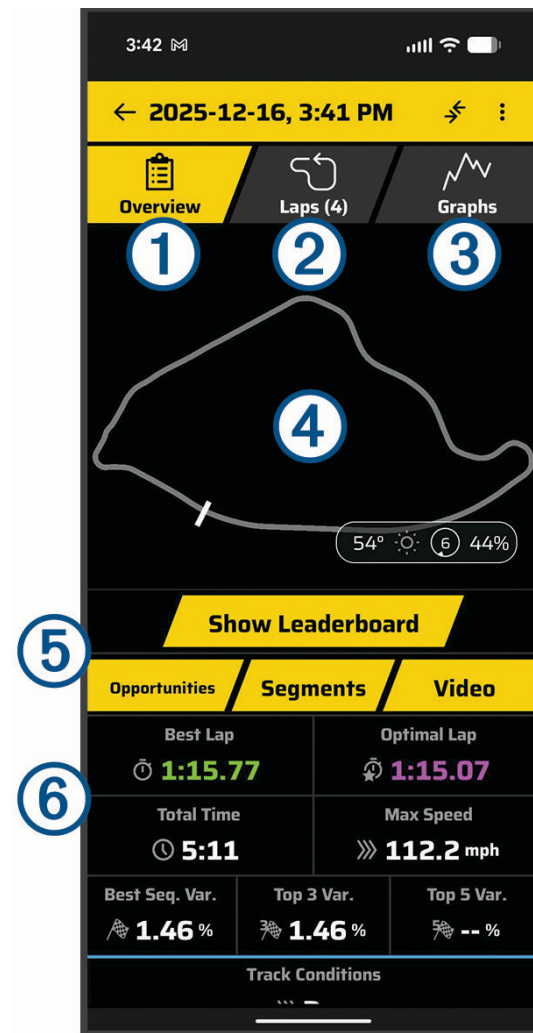 3:42
← 2025-12-16, 3:41 PM
Overview
Laps (4)
Graphs
1
2
3
4
54° 6 44%
Show Leaderboard
5
Opportunities
Segments
Video
Best Lap
Optimal Lap
1:15.77
1:15.07
6
Total Time
Max Speed
5:11
112.2 mph
Best Seq. Var.
Top 3 Var.
Top 5 Var.
1.46 %
3 1.46 %
5 -- %
Track Conditions